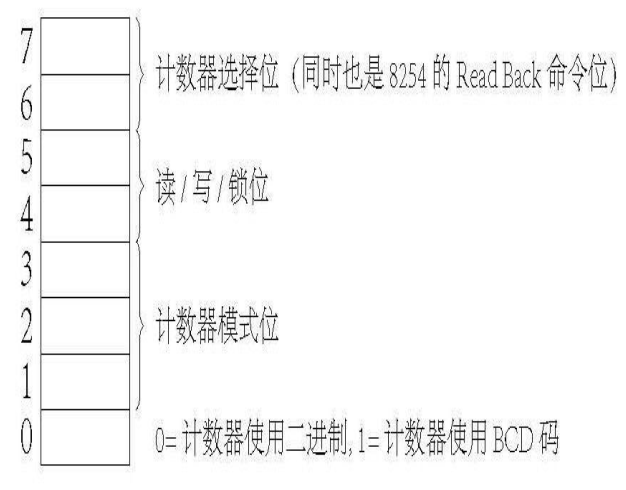 7
计数器选择位（同时也是 8254 的 Read Back 命令位）
6
5
读 / 写 / 锁位
4
3
2
计数器模式位
1
0
0= 计数器使用二进制, 1= 计数器使用 BCD 码